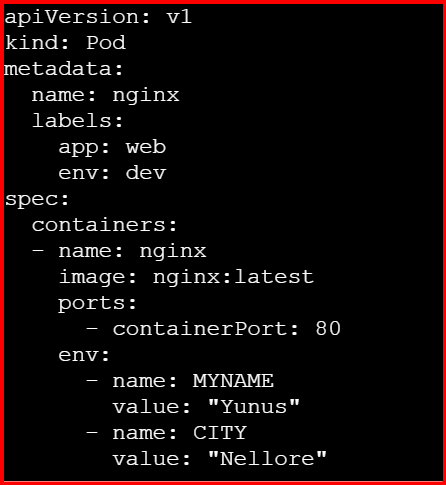 apiVersion: v1
kind: Pod
metadata:
  name: nginx
  labels:
    app: web
    env: dev
spec:
  containers:
  - name: nginx
    image: nginx:latest
    ports:
      - containerPort: 80
    env:
      - name: MYNAME
        value: "Yunus"
      - name: CITY
        value: "Nellore"